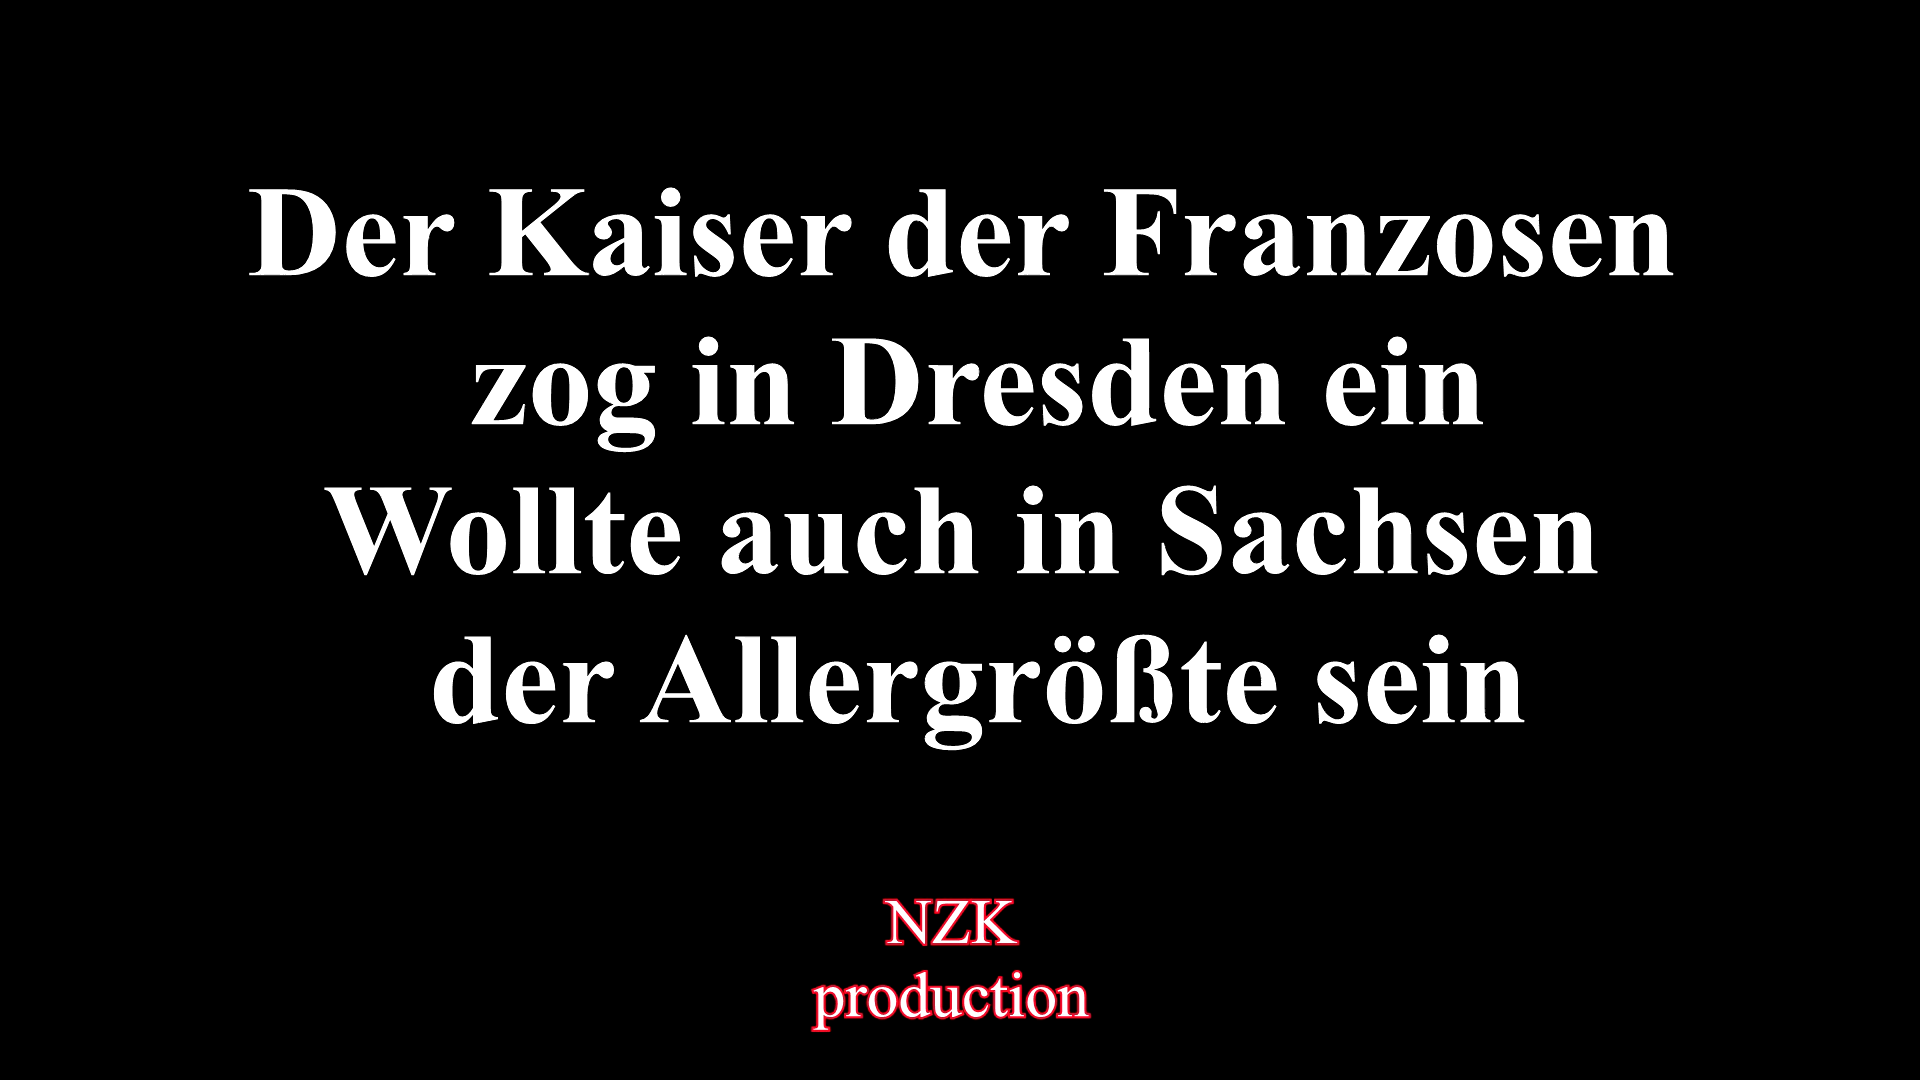 Der Kaiser der Franzosen
zog in Dresden ein
Wollte auch in Sachsen
der Allergrößte sein
NZK
production